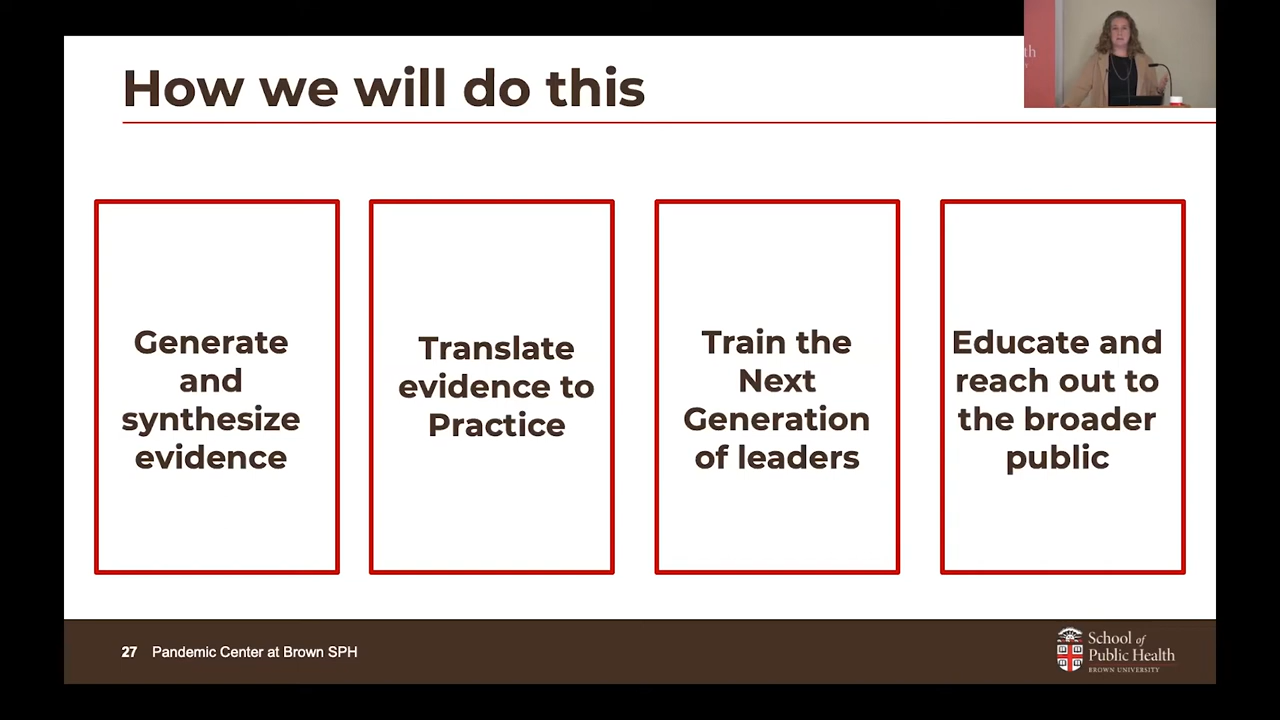 How we will do this
Generate
and
synthesize
evidence
Translate
evidence to
Practice
Train the
Next
Generation
of leaders
Educate and
reach out to
the broader
public
27 Pandemic Center at Brown SPH
School of
Public Health
BROWN UNIVERSITY